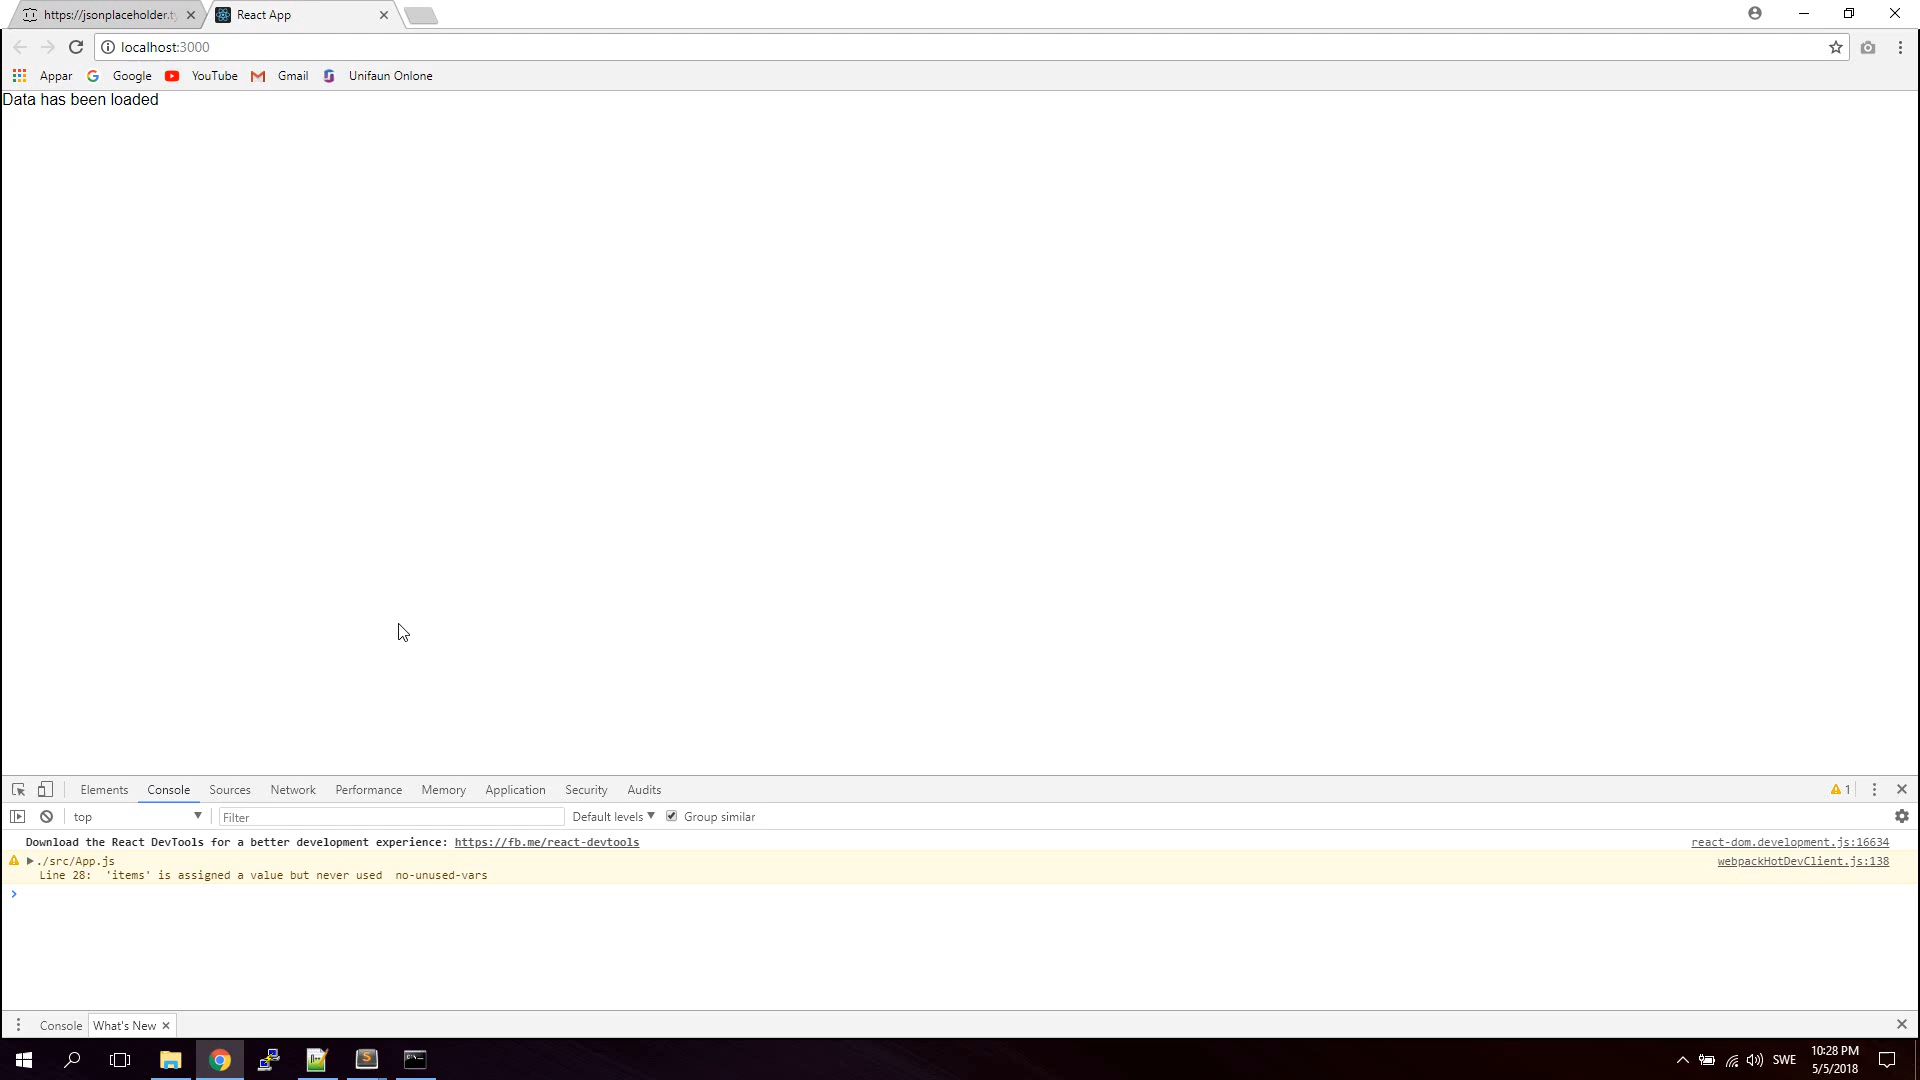 https://jsonplaceholder.ty
React App
localhost:3000
Appar Google YouTube Gmail Unifaun Onlone
Data has been loaded
Elements Console Sources Network Performance Memory Application Security Audits 1
top Filter Default levels Group similar
Download the React DevTools for a better development experience: https://fb.me/react-devtools react-dom.development.js:16634
./src/App.js webpackHotDevClient.js:138
Line 28: 'items' is assigned a value but never used no-unused-vars
Console What's New
SWE
10:28 PM
5/5/2018